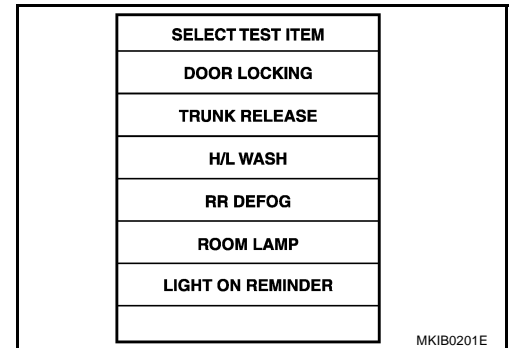 SELECT TEST ITEM
DOOR LOCKING
TRUNK RELEASE
H/L WASH
RR DEFOG
ROOM LAMP
LIGHT ON REMINDER
MKIB0201E